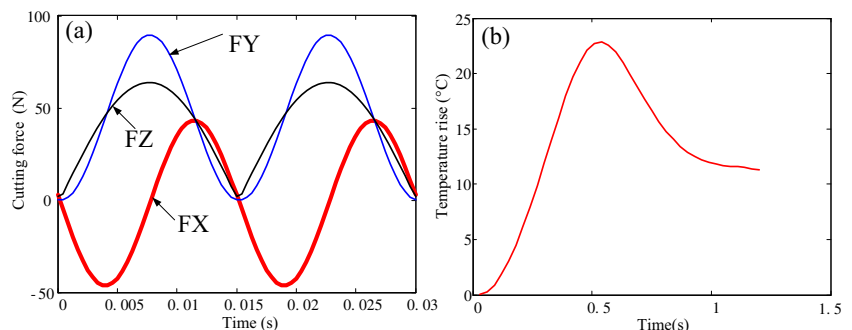 (a)
Cutting force (N)
100
50
0
-50
FY
FZ
FX
0 0.005 0.01 0.015 0.02 0.025 0.03
Time (s)
(b)
Temperature rise (°C)
25
20
15
10
5
0
0 0.5 1 1.5
Time(s)